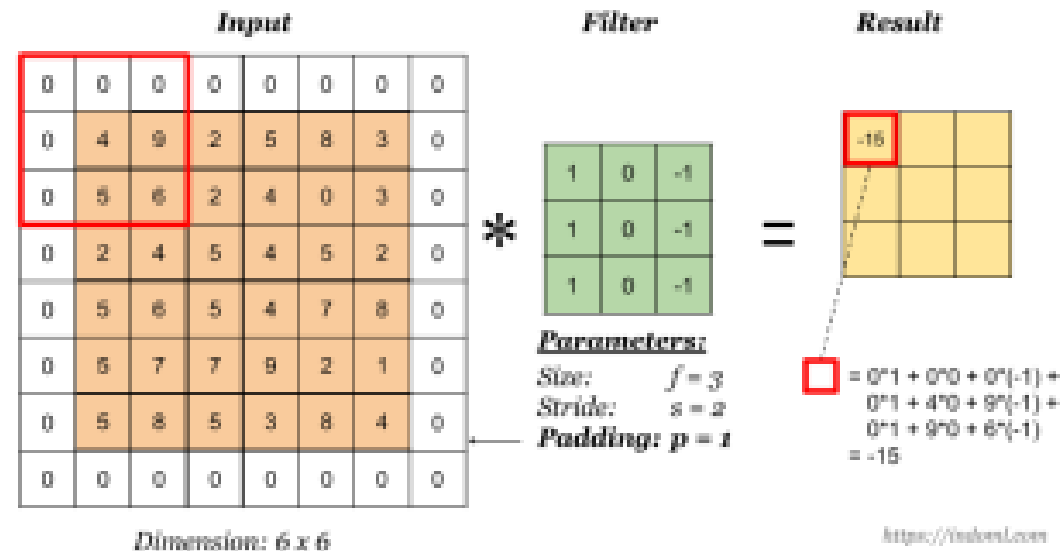 Input Filter Result
0 0 0 0 0 0 0 0
0 4 9 2 5 8 3 0
0 5 6 2 4 0 3 0
0 2 4 5 4 5 2 0
0 5 6 5 4 7 8 0
0 5 7 7 9 2 1 0
0 5 8 5 3 8 4 0
0 0 0 0 0 0 0 0
Dimension: 6 x 6
*
1 0 -1
1 0 -1
1 0 -1
Parameters:
Size: f = 3
Stride: s = 2
Padding: p = 1
=
-15
= 0*1 + 0*0 + 0*(-1) +
0*1 + 4*0 + 9*(-1) +
0*1 + 9*0 + 6*(-1)
= -15
https://indoml.com